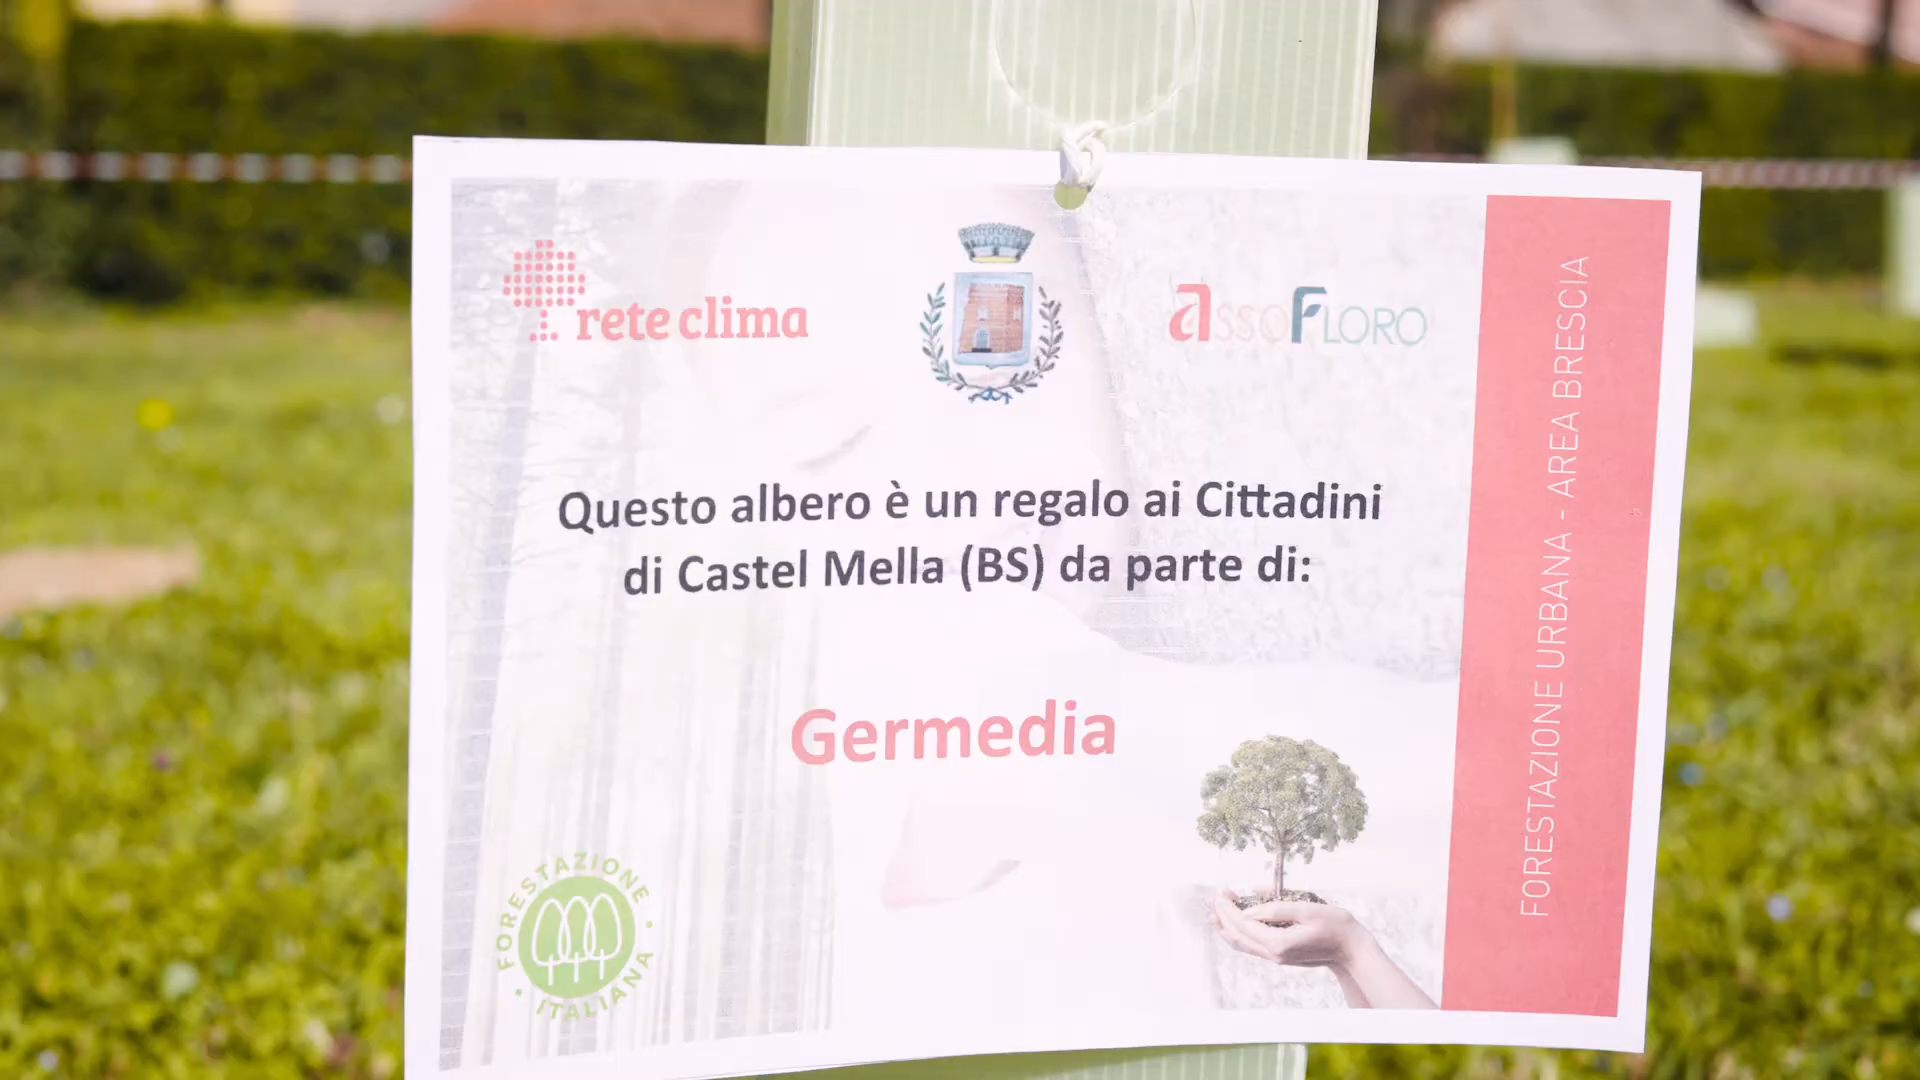 rete clima
assoFLORO
Questo albero è un regalo ai Cittadini
di Castel Mella (BS) da parte di:
Germedia
FORESTAZIONE
ITALIANA
FORESTAZIONE URBANA - AREA BRESCIA